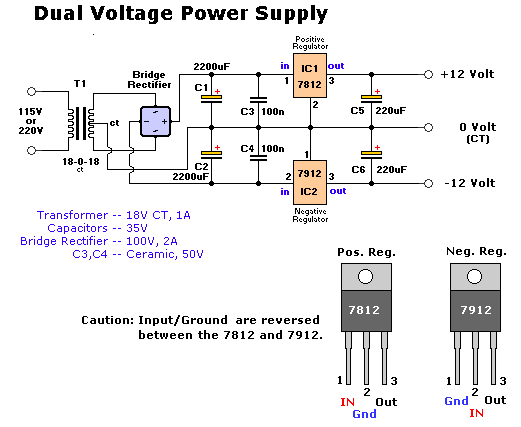 Dual Voltage Power Supply
Positive
Regulator
Bridge
Rectifier
T1
2200uF
in
IC1
7812
out
1
3
2
+12 Volt
C1
C3
100n
C5
220uF
115V
or
220V
ct
0 Volt
(CT)
18-0-18
ct
C2
2200uF
C4
100n
1
7912
IC2
2
3
in
out
C6
220uF
-12 Volt
Negative
Regulator
Transformer -- 18V CT, 1A
Capacitors -- 35V
Bridge Rectifier -- 100V, 2A
C3,C4 -- Ceramic, 50V
Pos. Reg.
Neg. Reg.
7812
7912
Caution: Input/Ground are reversed
between the 7812 and 7912.
1 2 3
IN Gnd Out
1 2 3
Gnd IN Out